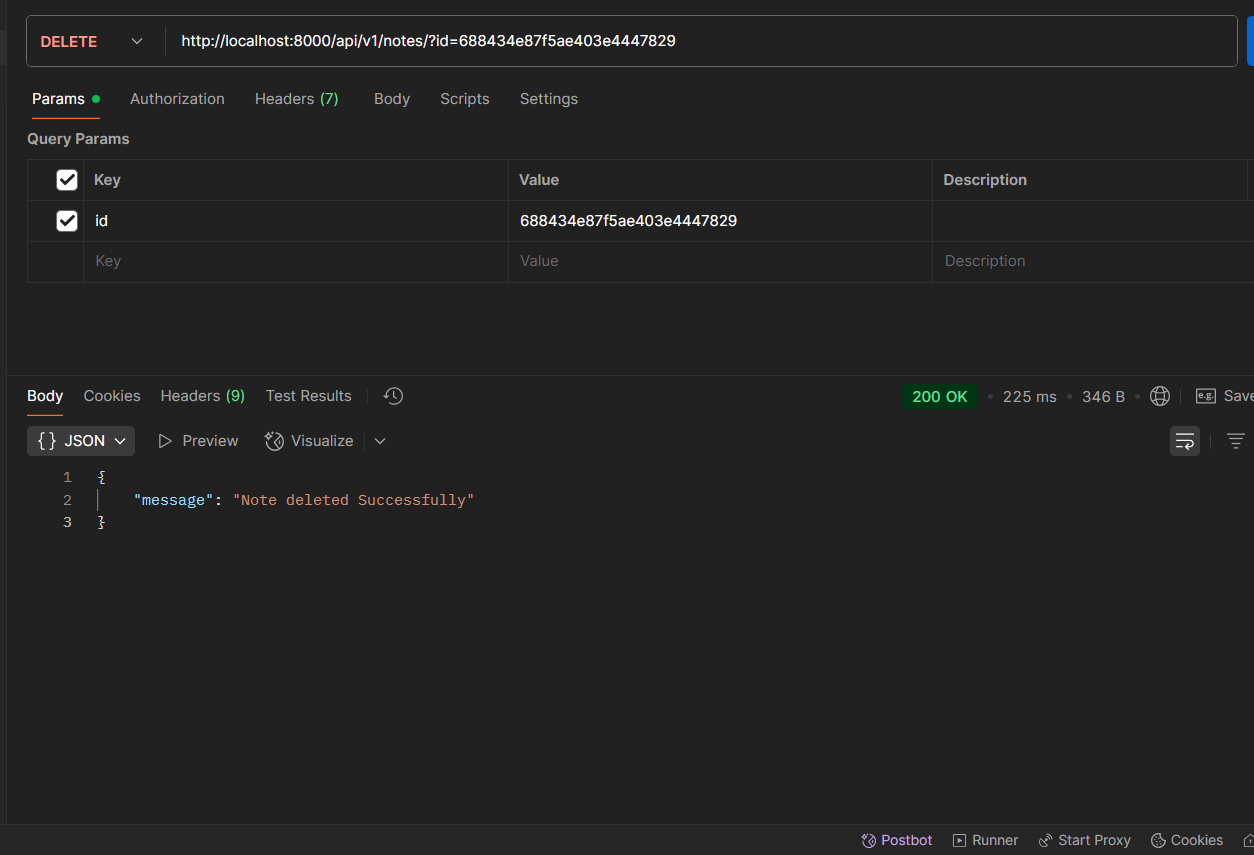 DELETE http://localhost:8000/api/v1/notes/?id=688434e87f5ae403e4447829
Params Authorization Headers (7) Body Scripts Settings
Query Params
Key Value Description
id 688434e87f5ae403e4447829
Key Value Description
Body Cookies Headers (9) Test Results 200 OK 225 ms 346 B e.g. Save
{} JSON Preview Visualize
1 {
2 "message": "Note deleted Successfully"
3 }
Postbot Runner Start Proxy Cookies